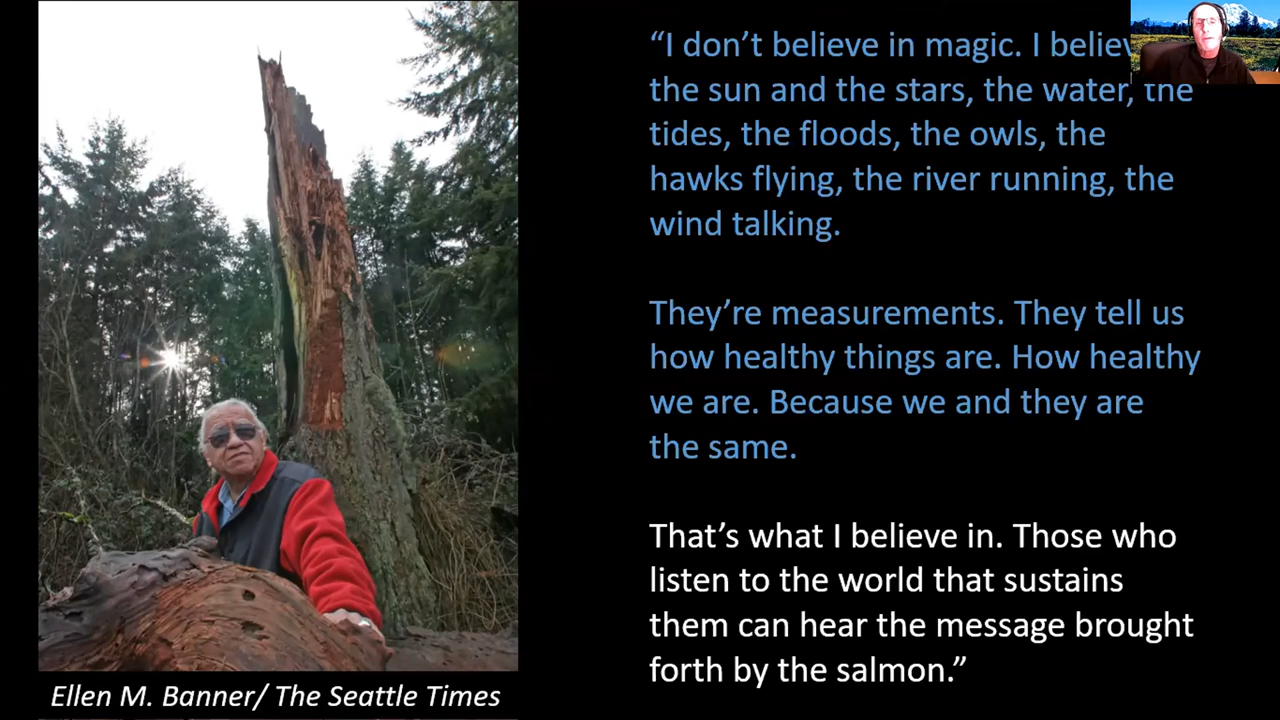 “I don’t believe in magic. I
the sun and the stars, the water, the
tides, the floods, the owls, the
hawks flying, the river running, the
wind talking.
They’re measurements. They tell us
how healthy things are. How healthy
we are. Because we and they are
the same.
That’s what I believe in. Those who
listen to the world that sustains
them can hear the message brought
forth by the salmon.”
Ellen M. Banner/ The Seattle Times